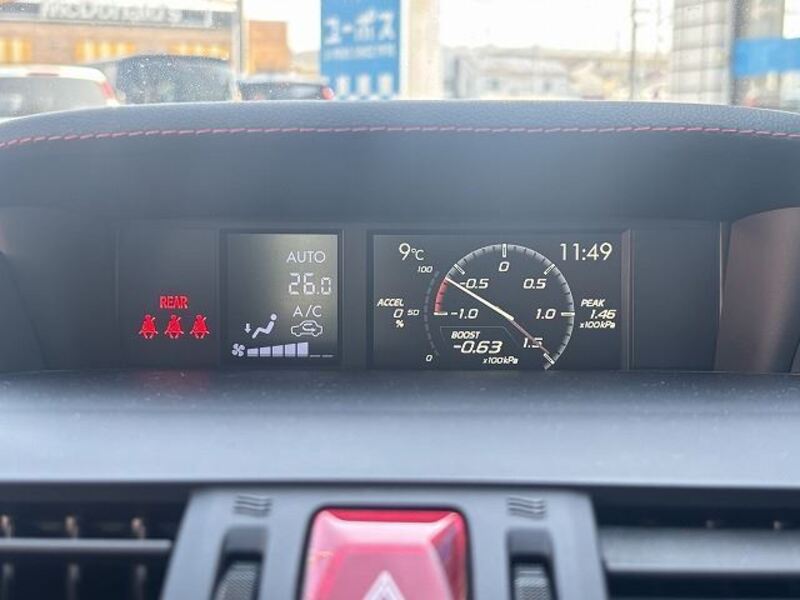 McDonald's
ユーポス
REAR
AUTO
26.0
A/C
9°C
11:49
100
ACCEL
0
%
50
0
-1.0
-0.5
0
0.5
1.0
1.5
BOOST
-0.63
x100kPa
PEAK
1.46
x100kPa